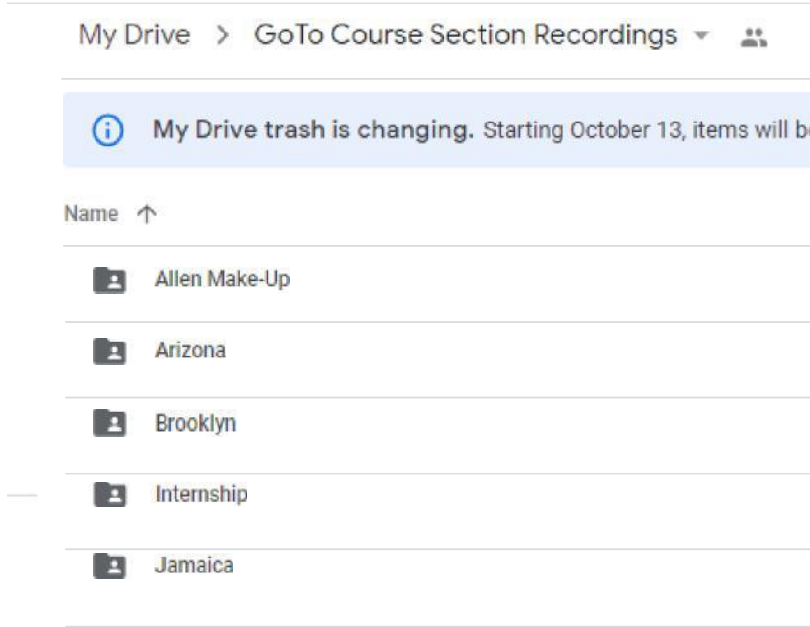 My Drive > GoTo Course Section Recordings
My Drive trash is changing. Starting October 13, items will
Name
Allen Make-Up
Arizona
Brooklyn
Internship
Jamaica